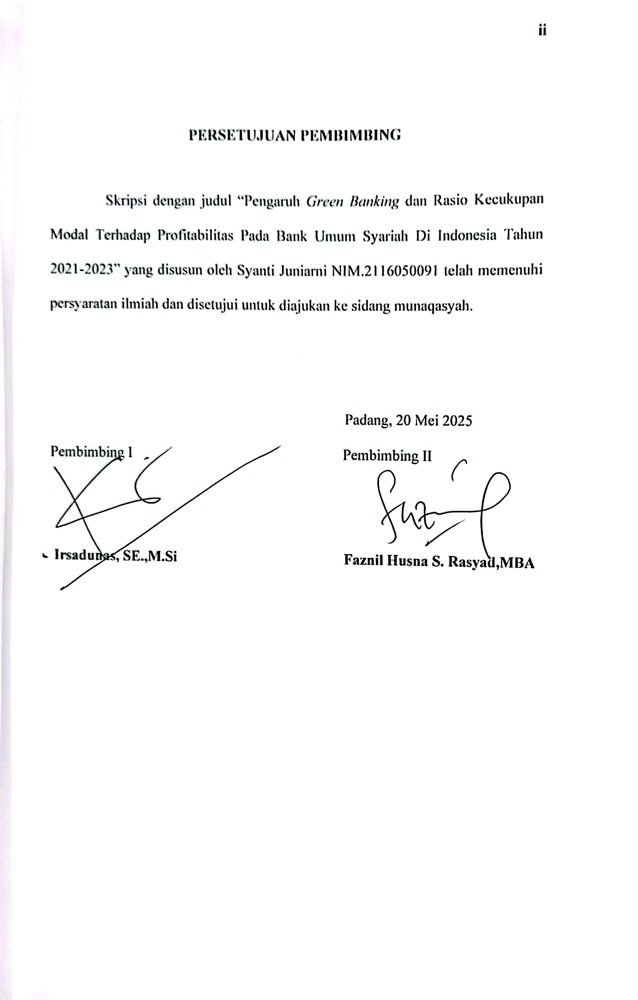 ii
PERSETUJUAN PEMBIMBING
Skripsi dengan judul “Pengaruh Green Banking dan Rasio Kecukupan
Modal Terhadap Profitabilitas Pada Bank Umum Syariah Di Indonesia Tahun
2021-2023” yang disusun oleh Syanti Juniarni NIM.2116050091 telah memenuhi
persyaratan ilmiah dan disetujui untuk diajukan ke sidang munaqasyah.
Padang, 20 Mei 2025
Pembimbing I
Pembimbing II
Irsadunas, SE.,M.Si
Faznil Husna S. Rasyad,MBA